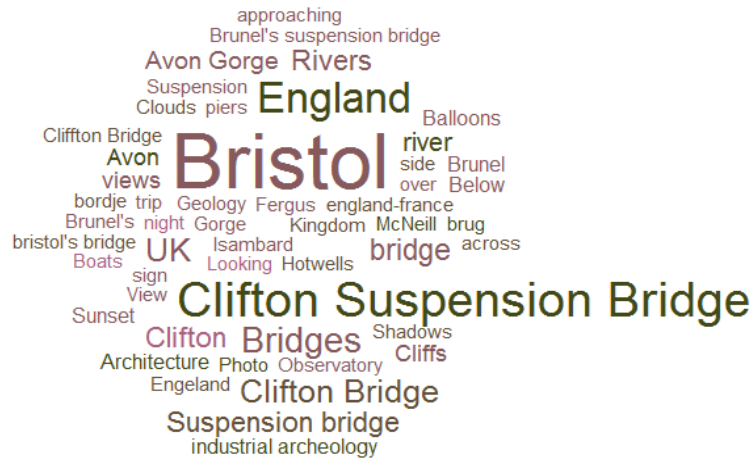 approaching
Brunel's suspension bridge
Avon Gorge Rivers
Suspension
England
Clouds piers
Balloons
Cliffton Bridge
Bristol
river
Avon
side Brunel
views
over Below
bordje trip Geology Fergus england-france
Brunel's night Gorge Kingdom McNeill brug
bristol's bridge UK Isambard bridge across
Boats Looking Hotwells
sign
View
Clifton Suspension Bridge
Sunset
Clifton Bridges Shadows
Cliffs
Architecture Photo Observatory
Engeland Clifton Bridge
Suspension bridge
industrial archeology